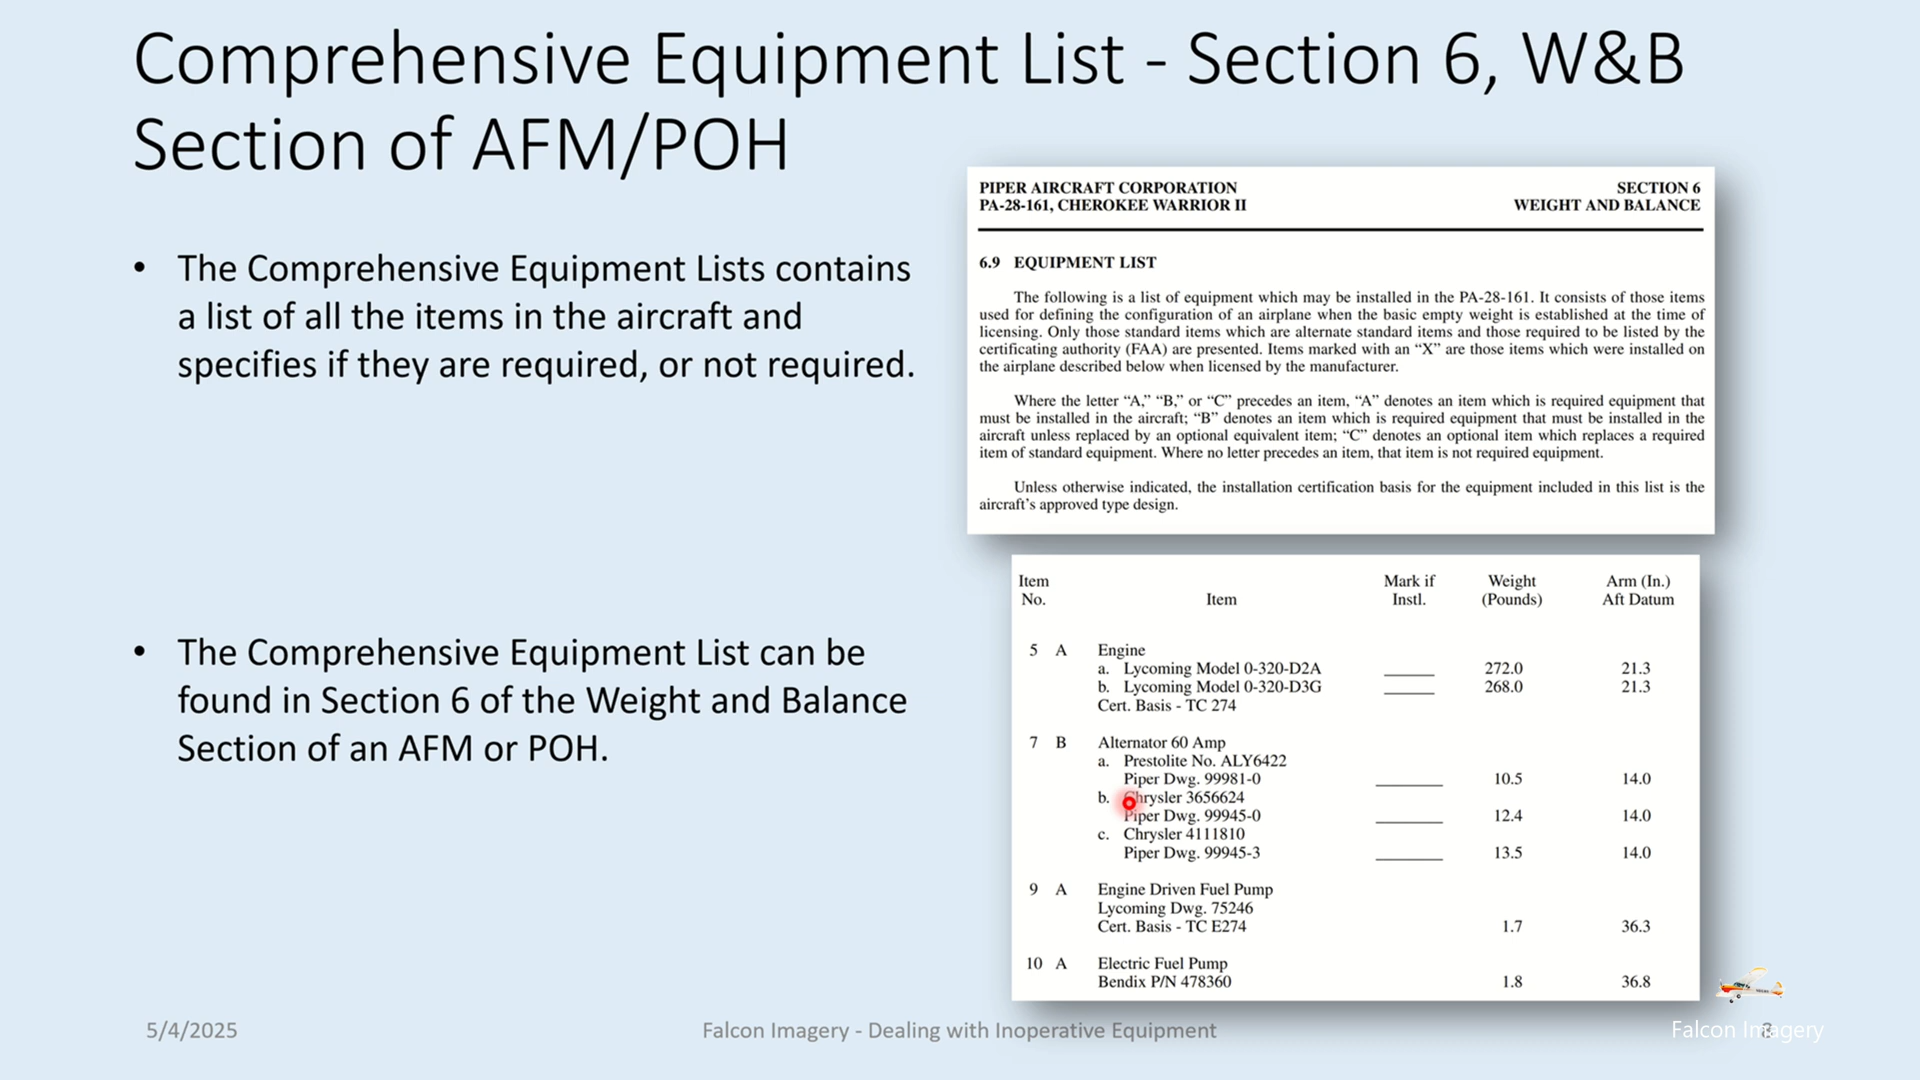 Comprehensive Equipment List - Section 6, W&B
Section of AFM/POH
• The Comprehensive Equipment Lists contains
a list of all the items in the aircraft and
specifies if they are required, or not required.
• The Comprehensive Equipment List can be
found in Section 6 of the Weight and Balance
Section of an AFM or POH.
PIPER AIRCRAFT CORPORATION SECTION 6
PA-28-161, CHEROKEE WARRIOR II WEIGHT AND BALANCE
6.9 EQUIPMENT LIST
The following is a list of equipment which may be installed in the PA-28-161. It consists of those items
used for defining the configuration of an airplane when the basic empty weight is established at the time of
licensing. Only those standard items which are alternate standard items and those required to be listed by the
certificating authority (FAA) are presented. Items marked with an “X” are those items which were installed on
the airplane described below when licensed by the manufacturer.
Where the letter “A,” “B,” or “C” precedes an item, “A” denotes an item which is required equipment that
must be installed in the aircraft; “B” denotes an item which is required equipment that must be installed in the
aircraft unless replaced by an optional equivalent item; “C” denotes an optional item which replaces a required
item of standard equipment. Where no letter precedes an item, that item is not required equipment.
Unless otherwise indicated, the installation certification basis for the equipment included in this list is the
aircraft’s approved type design.
Item Mark if Weight Arm (In.)
No. Item Instl. (Pounds) Aft Datum
5 A Engine
a. Lycoming Model 0-320-D2A 272.0 21.3
b. Lycoming Model 0-320-D3G 268.0 21.3
Cert. Basis - TC 274
7 B Alternator 60 Amp
a. Prestolite No. ALY6422
Piper Dwg. 99981-0 10.5 14.0
b. Chrysler 3656624
Piper Dwg. 99945-0 12.4 14.0
c. Chrysler 4111810
Piper Dwg. 99945-3 13.5 14.0
9 A Engine Driven Fuel Pump
Lycoming Dwg. 75246
Cert. Basis - TC E274 1.7 36.3
10 A Electric Fuel Pump
Bendix P/N 478360 1.8 36.8
5/4/2025
Falcon Imagery - Dealing with Inoperative Equipment
Falcon Imagery